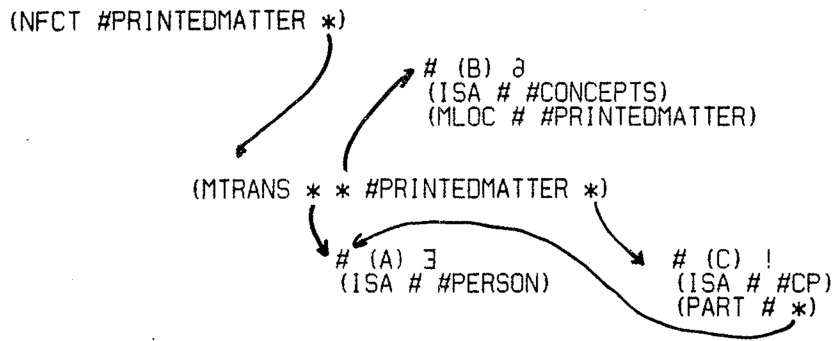 (NFCT #PRINTEDMATTER *)
# (B) ∂
(ISA # #CONCEPTS)
(MLOC # #PRINTEDMATTER)
(MTRANS * * #PRINTEDMATTER *)
# (A) ∃
(ISA # #PERSON)
# (C) !
(ISA # #CP)
(PART # *)